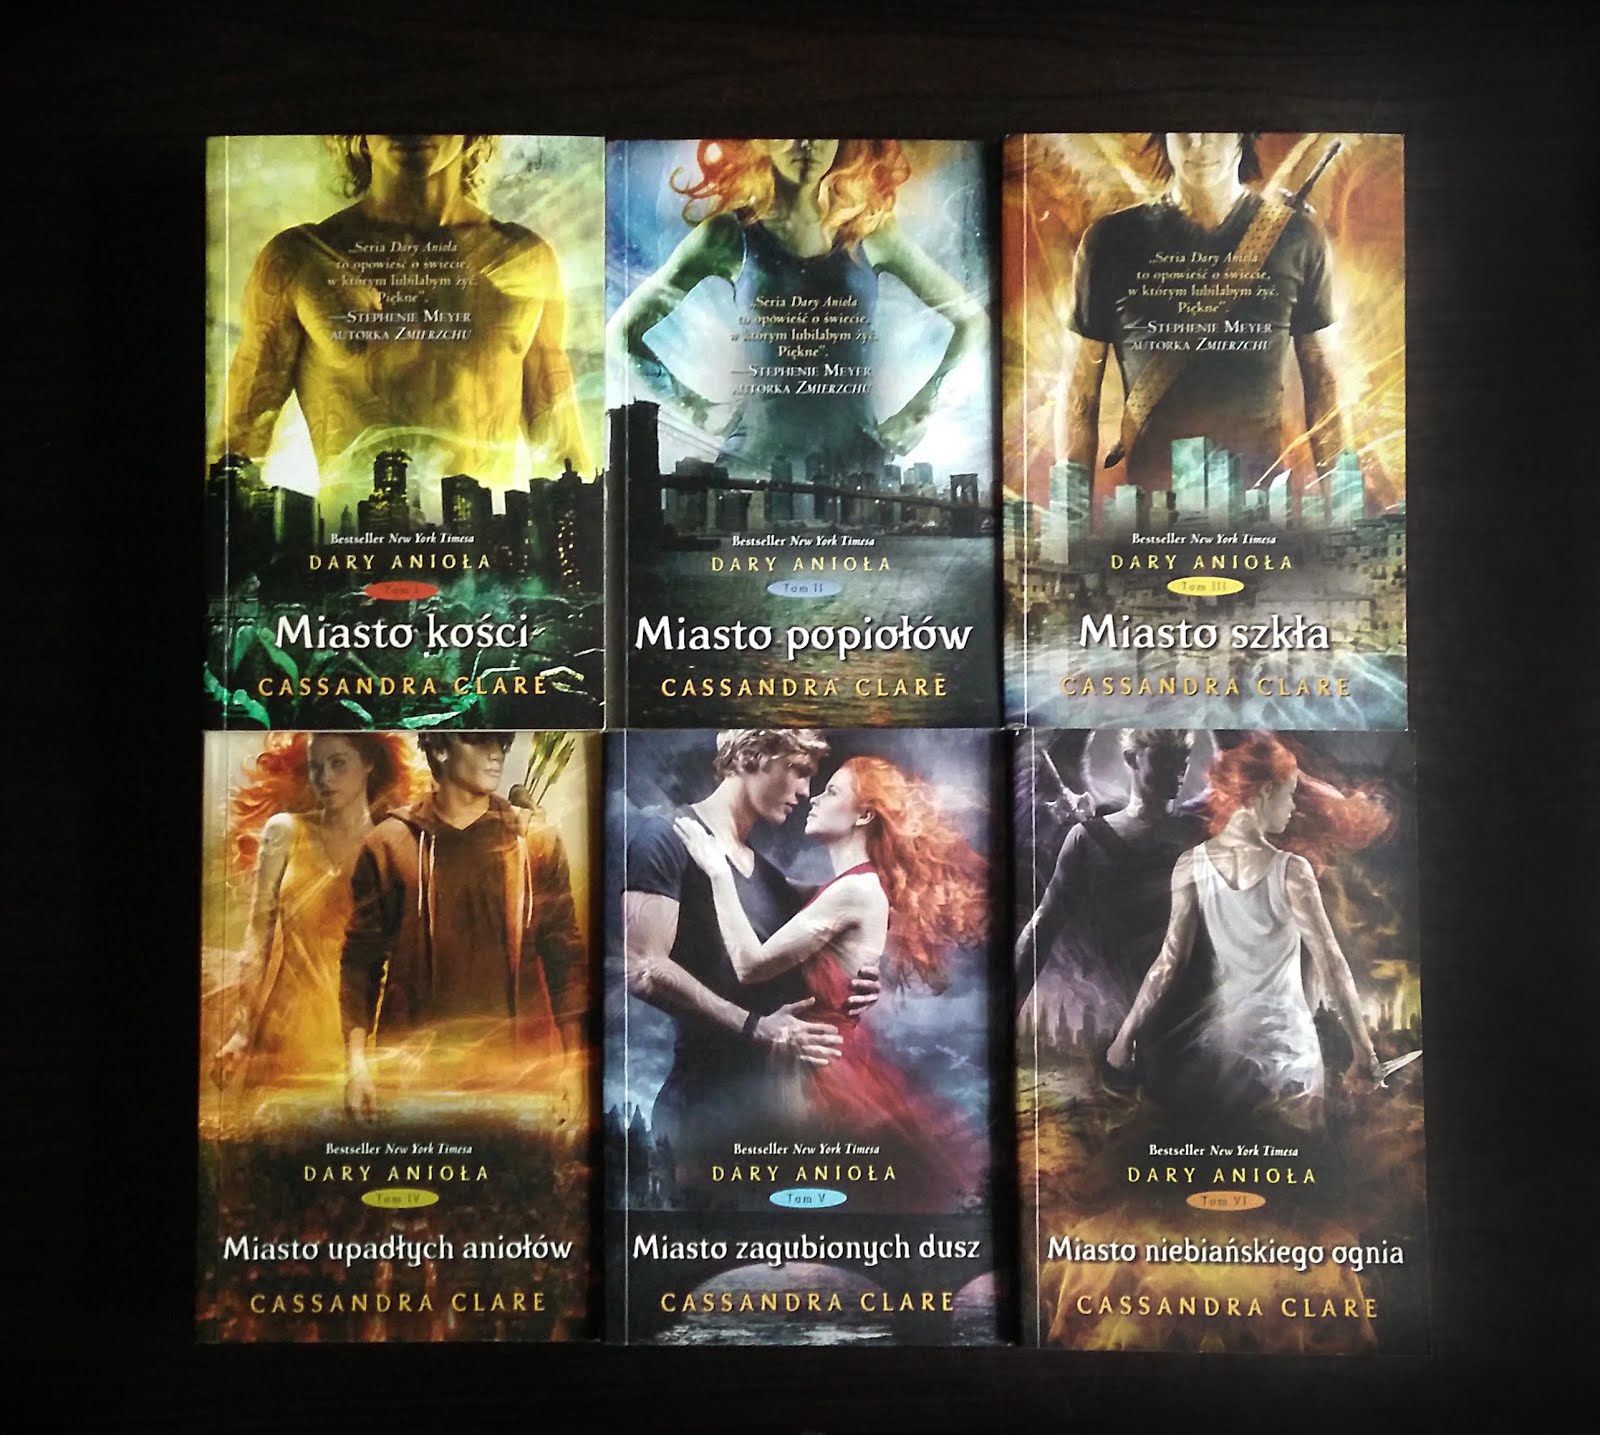 „Seria Dary Anioła
to opowieść o świecie,
w którym lubiłabym żyć.
Piękne”.
—STEPHENIE MEYER
AUTORKA ZMIERZCHU
Bestseller New York Timesa
DARY ANIOŁA
Tom I
Miasto kości
CASSANDRA CLARE
„Seria Dary Anioła
to opowieść o świecie,
w którym lubiłabym żyć.
Piękne”.
—STEPHENIE MEYER
AUTORKA ZMIERZCHU
Bestseller New York Timesa
DARY ANIOŁA
Tom II
Miasto popiołów
CASSANDRA CLARE
„Seria Dary Anioła
to opowieść o świecie,
w którym lubiłabym żyć.
Piękne”.
—STEPHENIE MEYER
AUTORKA ZMIERZCHU
Bestseller New York Timesa
DARY ANIOŁA
Tom III
Miasto szkła
CASSANDRA CLARE
Bestseller New York Timesa
DARY ANIOŁA
Tom IV
Miasto upadłych aniołów
CASSANDRA CLARE
Bestseller New York Timesa
DARY ANIOŁA
Tom V
Miasto zagubionych dusz
CASSANDRA CLARE
Bestseller New York Timesa
DARY ANIOŁA
Tom VI
Miasto niebiańskiego ognia
CASSANDRA CLARE